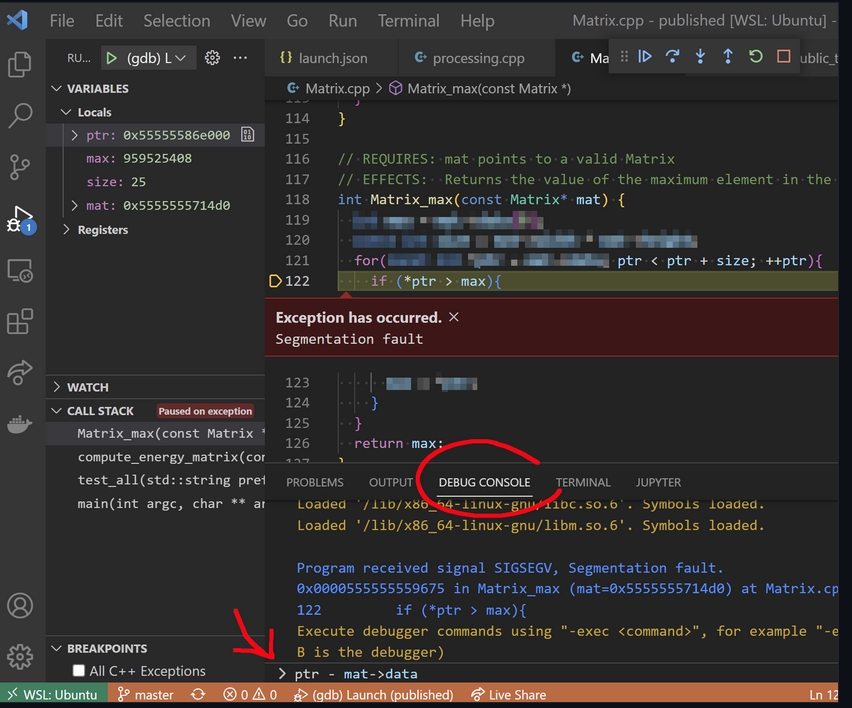 File Edit Selection View Go Run Terminal Help Matrix.cpp - published [WSL: Ubuntu] -
RU... (gdb) L ··· launch.json processing.cpp Ma ublic_t
Matrix.cpp > Matrix_max(const Matrix *)
VARIABLES
Locals
ptr: 0x55555586e000
max: 959525408
size: 25
mat: 0x5555555714d0
Registers
WATCH
CALL STACK Paused on exception
Matrix_max(const Matrix *
compute_energy_matrix(con
test_all(std::string pref
main(int argc, char ** ar
BREAKPOINTS
All C++ Exceptions
113 }
114 }
115
116 // REQUIRES: mat points to a valid Matrix
117 // EFFECTS: Returns the value of the maximum element in the
118 int Matrix_max(const Matrix* mat) {
119
120
121 for( ptr < ptr + size; ++ptr){
122 if (*ptr > max){
Exception has occurred. ×
Segmentation fault
123
124 }
125 }
126 return max;
127 }
PROBLEMS OUTPUT DEBUG CONSOLE TERMINAL JUPYTER
Loaded '/lib/x86_64-linux-gnu/libc.so.6'. Symbols loaded.
Loaded '/lib/x86_64-linux-gnu/libm.so.6'. Symbols loaded.
Program received signal SIGSEGV, Segmentation fault.
0x0000555555559675 in Matrix_max (mat=0x5555555714d0) at Matrix.cp
122 if (*ptr > max){
Execute debugger commands using "-exec <command>", for example "-e
B is the debugger)
> ptr - mat->data
WSL: Ubuntu master 0 0 (gdb) Launch (published) Live Share Ln 12